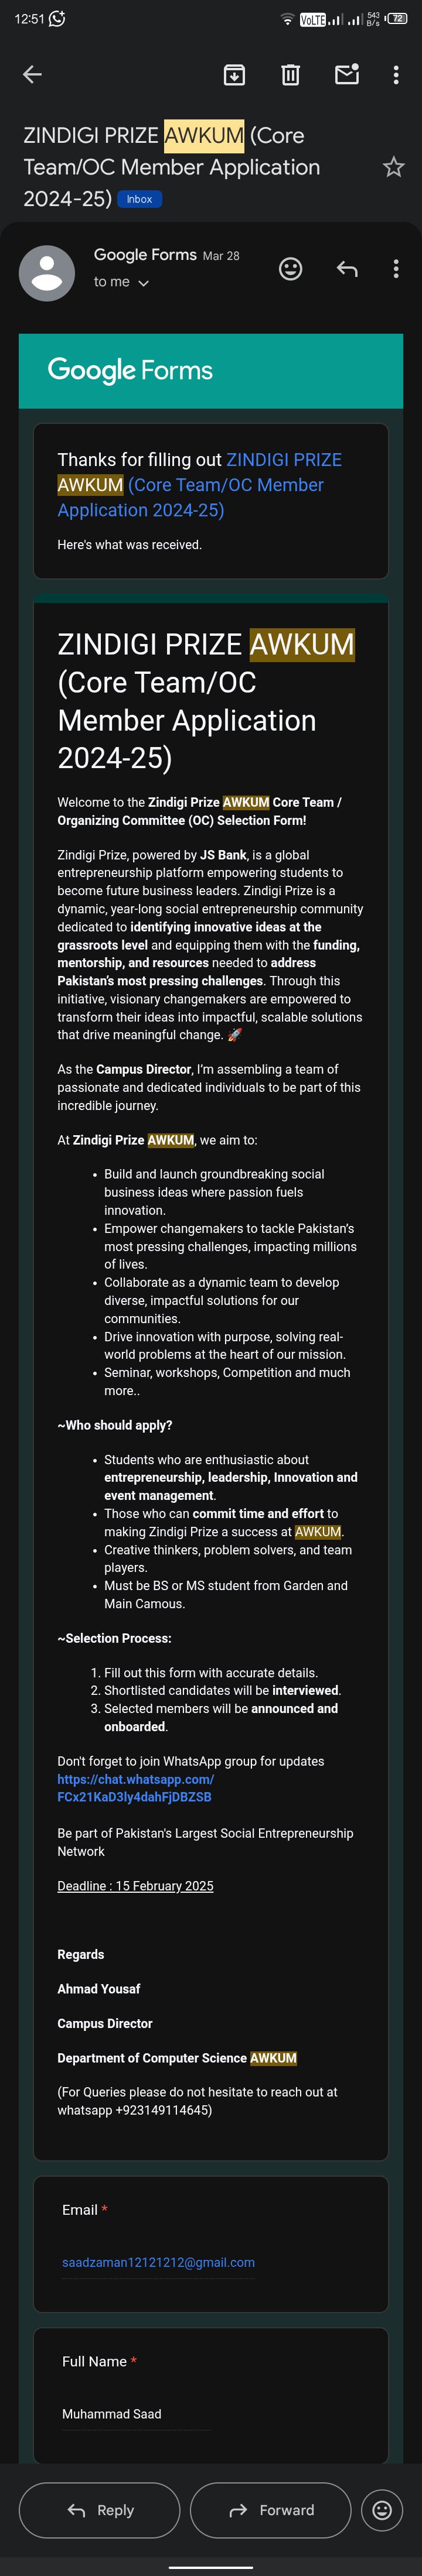 12:51 VoLTE 543 B/s 72
ZINDIGI PRIZE AWKUM (Core
Team/OC Member Application
2024-25) Inbox
Google Forms Mar 28
to me
Google Forms
Thanks for filling out ZINDIGI PRIZE
AWKUM (Core Team/OC Member
Application 2024-25)
Here's what was received.
ZINDIGI PRIZE AWKUM
(Core Team/OC
Member Application
2024-25)
Welcome to the Zindigi Prize AWKUM Core Team /
Organizing Committee (OC) Selection Form!
Zindigi Prize, powered by JS Bank, is a global
entrepreneurship platform empowering students to
become future business leaders. Zindigi Prize is a
dynamic, year-long social entrepreneurship community
dedicated to identifying innovative ideas at the
grassroots level and equipping them with the funding,
mentorship, and resources needed to address
Pakistan's most pressing challenges. Through this
initiative, visionary changemakers are empowered to
transform their ideas into impactful, scalable solutions
that drive meaningful change. 🚀
As the Campus Director, I'm assembling a team of
passionate and dedicated individuals to be part of this
incredible journey.
At Zindigi Prize AWKUM, we aim to:
• Build and launch groundbreaking social
business ideas where passion fuels
innovation.
• Empower changemakers to tackle Pakistan's
most pressing challenges, impacting millions
of lives.
• Collaborate as a dynamic team to develop
diverse, impactful solutions for our
communities.
• Drive innovation with purpose, solving real-
world problems at the heart of our mission.
• Seminar, workshops, Competition and much
more..
~Who should apply?
• Students who are enthusiastic about
entrepreneurship, leadership, Innovation and
event management.
• Those who can commit time and effort to
making Zindigi Prize a success at AWKUM.
• Creative thinkers, problem solvers, and team
players.
• Must be BS or MS student from Garden and
Main Camous.
~Selection Process:
1. Fill out this form with accurate details.
2. Shortlisted candidates will be interviewed.
3. Selected members will be announced and
onboarded.
Don't forget to join WhatsApp group for updates
https://chat.whatsapp.com/
FCx21KaD3ly4dahFjDBZSB
Be part of Pakistan's Largest Social Entrepreneurship
Network
Deadline : 15 February 2025
Regards
Ahmad Yousaf
Campus Director
Department of Computer Science AWKUM
(For Queries please do not hesitate to reach out at
whatsapp +923149114645)
Email *
saadzaman12121212@gmail.com
Full Name *
Muhammad Saad
Reply Forward